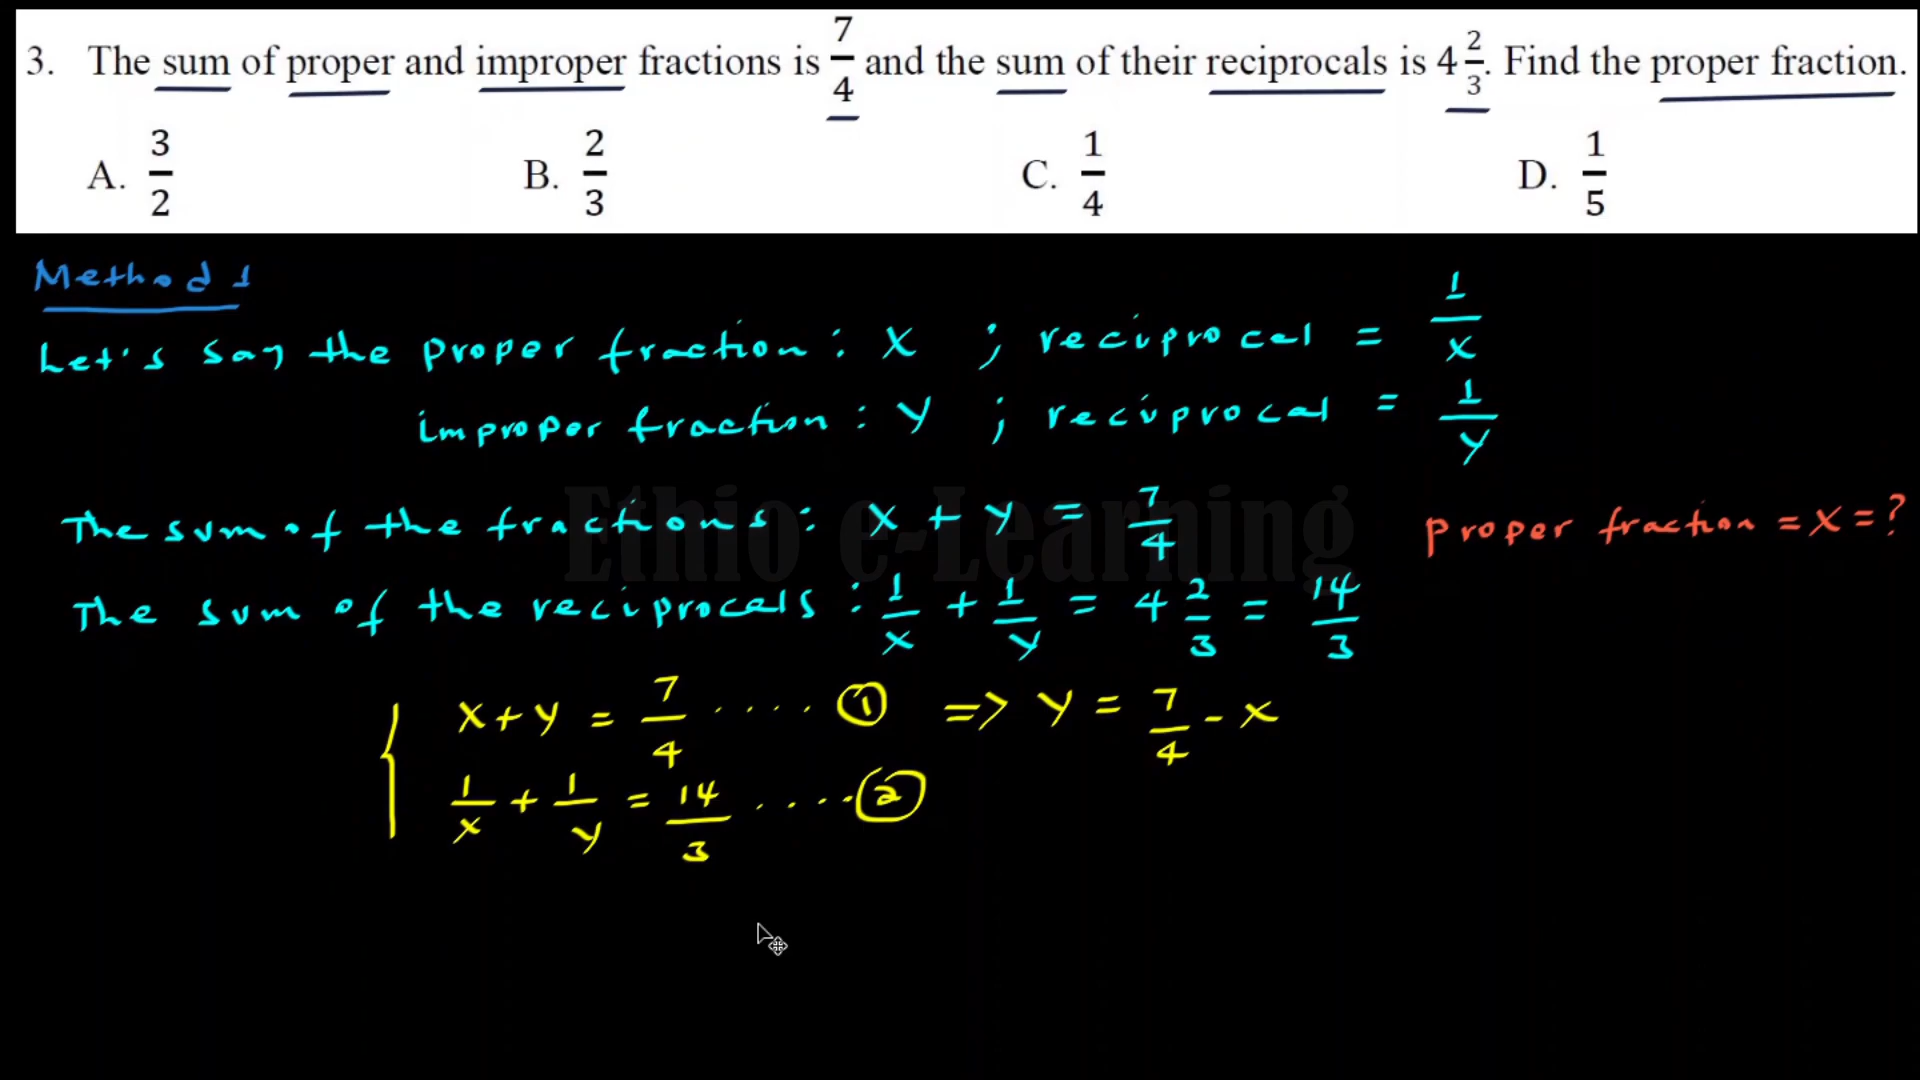 3. The sum of proper and improper fractions is 7/4 and the sum of their reciprocals is 4 2/3. Find the proper fraction.
A. 3/2 B. 2/3 C. 1/4 D. 1/5
Method 1
Let's say the proper fraction : x ; reciprocal = 1/x
improper fraction : y ; reciprocal = 1/y
The sum of the fractions : x + y = 7/4
proper fraction = x = ?
The sum of the reciprocals : 1/x + 1/y = 4 2/3 = 14/3
x + y = 7/4 .... ① => y = 7/4 - x
1/x + 1/y = 14/3 .... ②
Ethio e-Learning